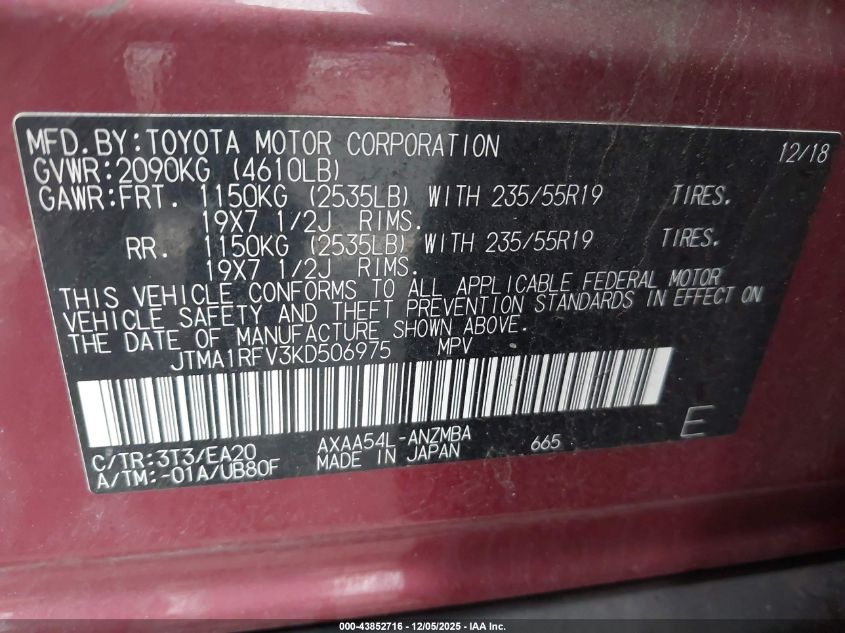 MFD.BY:TOYOTA MOTOR CORPORATION 12/18
GVWR:2090KG (4610LB)
GAWR:FRT. 1150KG (2535LB) WITH 235/55R19 TIRES.
19X7 1/2J RIMS.
RR. 1150KG (2535LB) WITH 235/55R19 TIRES.
19X7 1/2J RIMS.
THIS VEHICLE CONFORMS TO ALL APPLICABLE FEDERAL MOTOR
VEHICLE SAFETY AND THEFT PREVENTION STANDARDS IN EFFECT ON
THE DATE OF MANUFACTURE SHOWN ABOVE.
JTMA1RFV3KD506975 MPV
C/TR:3T3/EA20 AXAA54L-ANZMBA 665 E
A/TM:-01A/UB80F MADE IN JAPAN
000-43852716 - 12/05/2025 - IAA Inc.